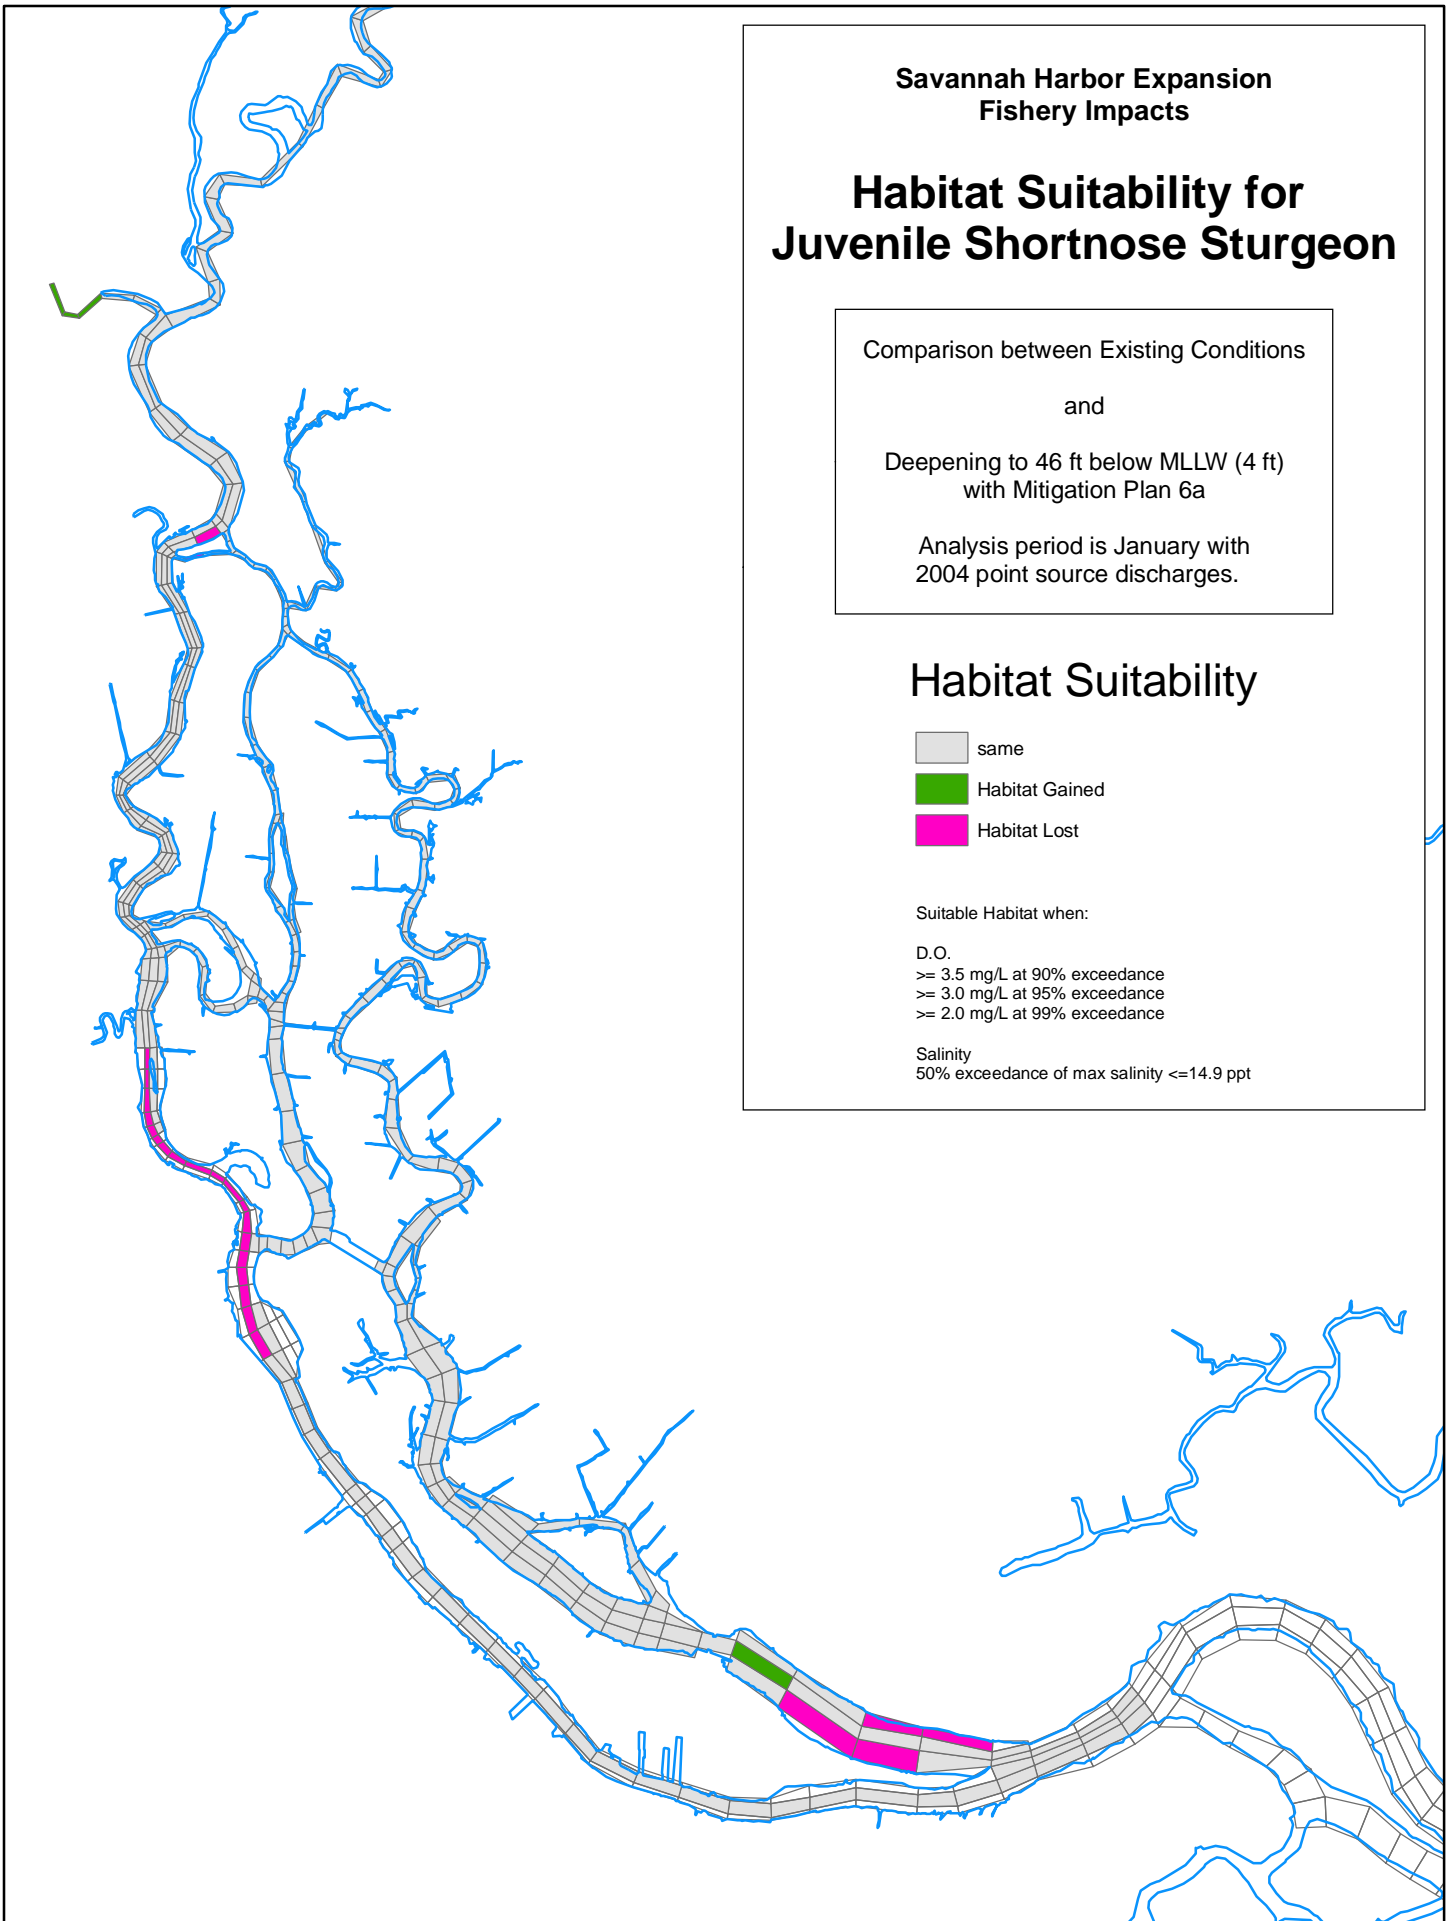 Savannah Harbor Expansion
Fishery Impacts
Habitat Suitability for
Juvenile Shortnose Sturgeon
Comparison between Existing Conditions
and
Deepening to 46 ft below MLLW (4 ft)
with Mitigation Plan 6a
Analysis period is January with
2004 point source discharges.
Habitat Suitability
same
Habitat Gained
Habitat Lost
Suitable Habitat when:
D.O.
>= 3.5 mg/L at 90% exceedance
>= 3.0 mg/L at 95% exceedance
>= 2.0 mg/L at 99% exceedance
Salinity
50% exceedance of max salinity <=14.9 ppt